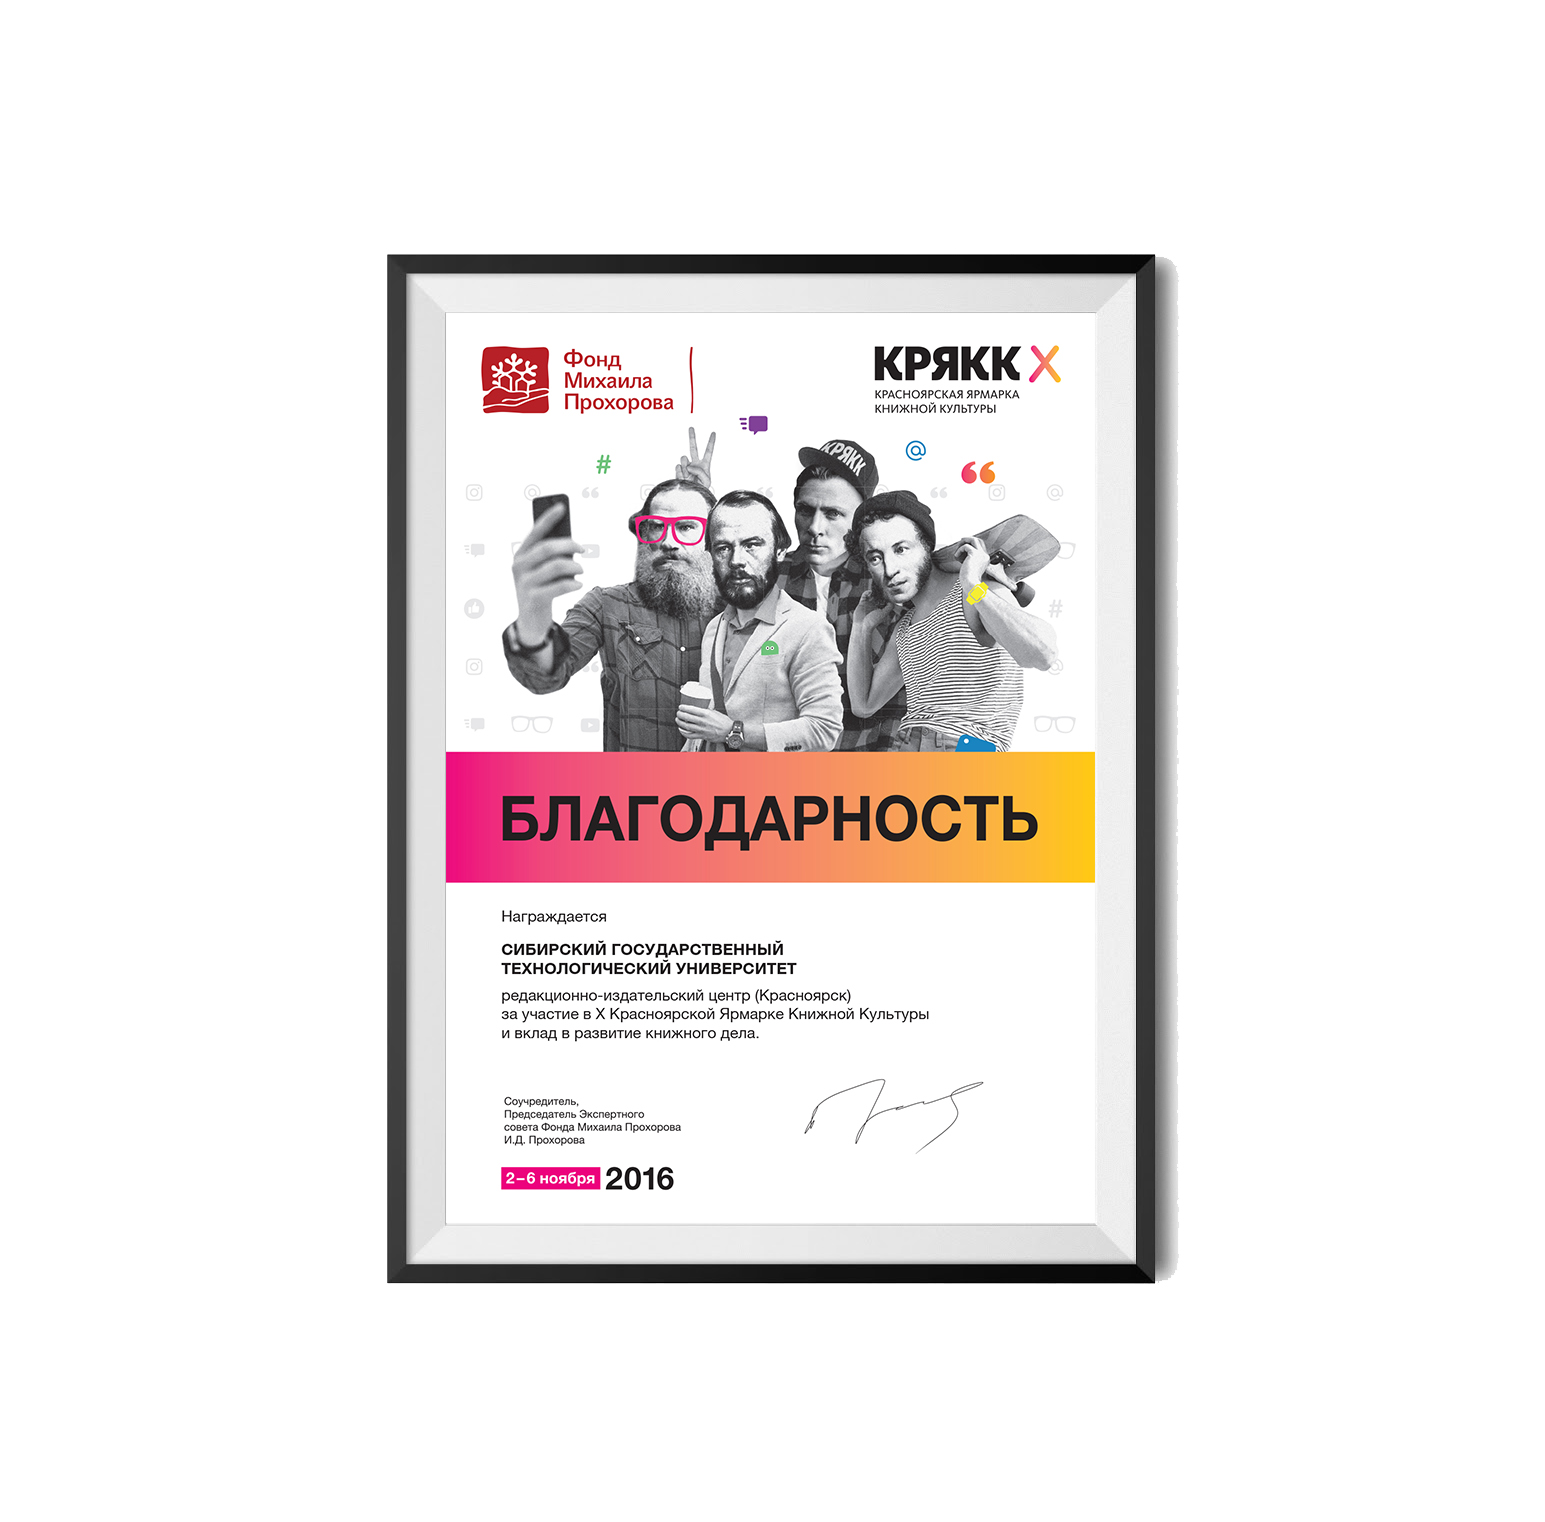 Фонд
Михаила
Прохорова
КРЯКК X
КРАСНОЯРСКАЯ ЯРМАРКА
КНИЖНОЙ КУЛЬТУРЫ
КРЯКК
БЛАГОДАРНОСТЬ
Награждается
СИБИРСКИЙ ГОСУДАРСТВЕННЫЙ
ТЕХНОЛОГИЧЕСКИЙ УНИВЕРСИТЕТ
редакционно-издательский центр (Красноярск)
за участие в X Красноярской Ярмарке Книжной Культуры
и вклад в развитие книжного дела.
Соучредитель,
Председатель Экспертного
совета Фонда Михаила Прохорова
И.Д. Прохорова
2–6 ноября 2016